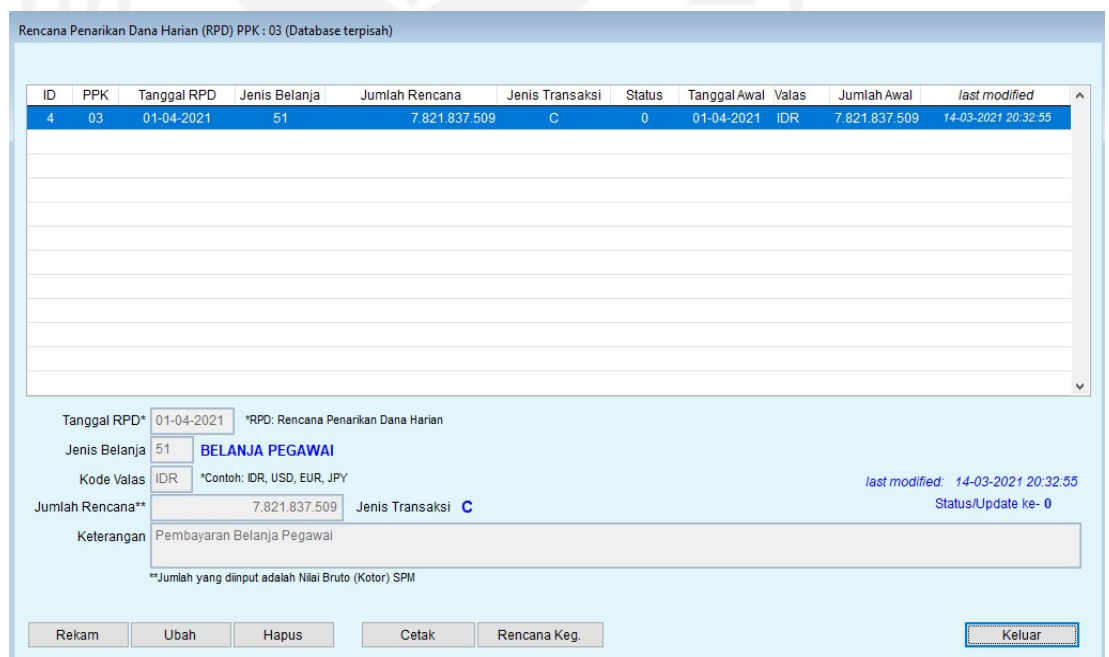 Rencana Penarikan Dana Harian (RPD) PPK : 03 (Database terpisah)
ID PPK Tanggal RPD Jenis Belanja Jumlah Rencana Jenis Transaksi Status Tanggal Awal Valas Jumlah Awal last modified
4 03 01-04-2021 51 7.821.837.509 C 0 01-04-2021 IDR 7.821.837.509 14-03-2021 20:32:55
Tanggal RPD* 01-04-2021 *RPD: Rencana Penarikan Dana Harian
Jenis Belanja 51 BELANJA PEGAWAI
Kode Valas IDR *Contoh: IDR, USD, EUR, JPY
last modified: 14-03-2021 20:32:55
Jumlah Rencana** 7.821.837.509 Jenis Transaksi C Status/Update ke- 0
Keterangan Pembayaran Belanja Pegawai
**Jumlah yang diinput adalah Nilai Bruto (Kotor) SPM
Rekam Ubah Hapus Cetak Rencana Keg. Keluar